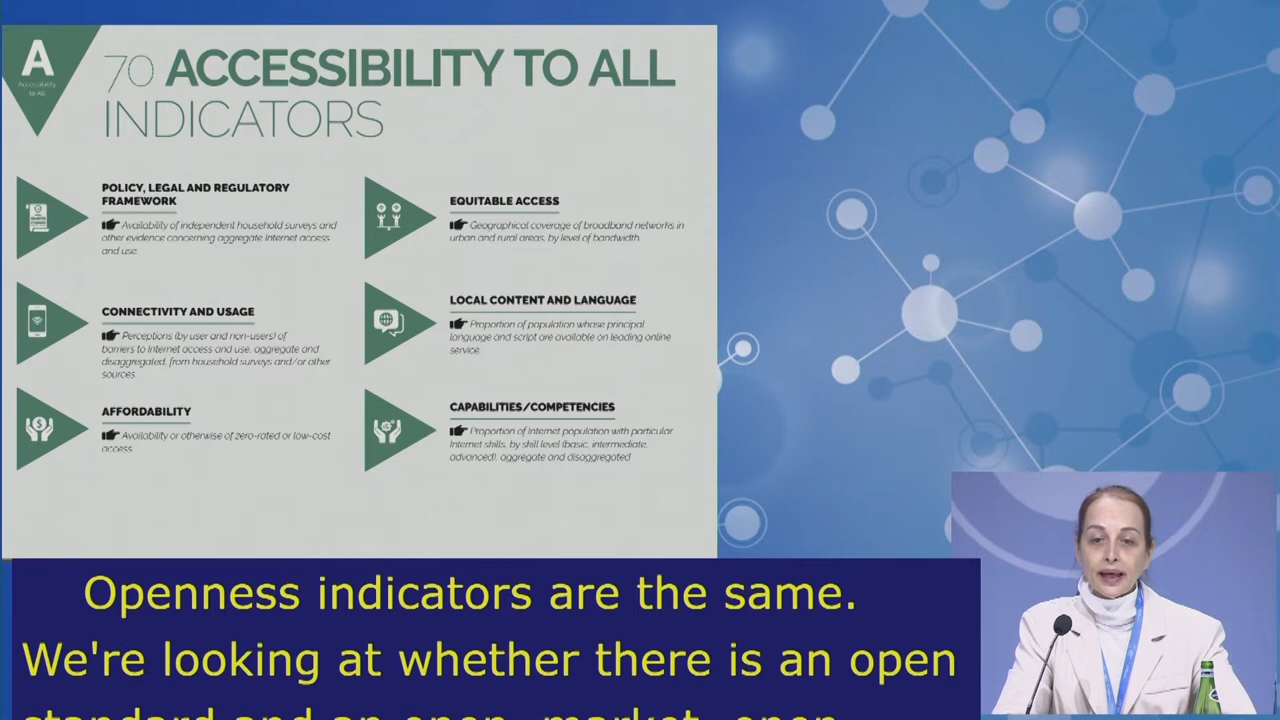 A
Accessibility
to All
70 ACCESSIBILITY TO ALL
INDICATORS
POLICY, LEGAL AND REGULATORY
FRAMEWORK
Availability of independent household surveys and
other evidence concerning aggregate Internet access
and use.
CONNECTIVITY AND USAGE
Perceptions (by user and non-users) of
barriers to Internet access and use, aggregate and
disaggregated, from household surveys and/or other
sources.
AFFORDABILITY
Availability or otherwise of zero-rated or low-cost
access.
EQUITABLE ACCESS
Geographical coverage of broadband networks in
urban and rural areas, by level of bandwidth.
LOCAL CONTENT AND LANGUAGE
Proportion of population whose principal
language and script are available on leading online
service.
CAPABILITIES/COMPETENCIES
Proportion of Internet population with particular
Internet skills, by skill level (basic, intermediate,
advanced), aggregate and disaggregated
Openness indicators are the same.
We're looking at whether there is an open
standard and an open, market, open